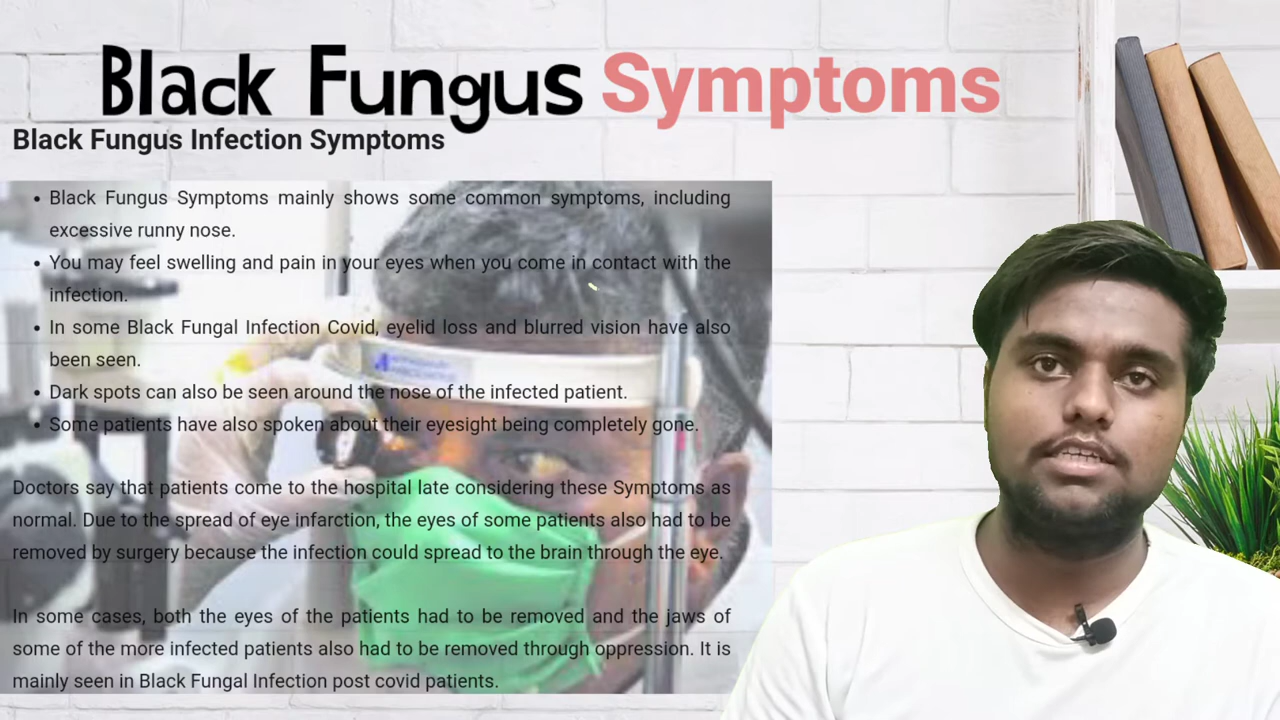 Black Fungus Symptoms
Black Fungus Infection Symptoms
• Black Fungus Symptoms mainly shows some common symptoms, including
excessive runny nose.
• You may feel swelling and pain in your eyes when you come in contact with the
infection.
• In some Black Fungal Infection Covid, eyelid loss and blurred vision have also
been seen.
• Dark spots can also be seen around the nose of the infected patient.
• Some patients have also spoken about their eyesight being completely gone.
Doctors say that patients come to the hospital late considering these Symptoms as
normal. Due to the spread of eye infarction, the eyes of some patients also had to be
removed by surgery because the infection could spread to the brain through the eye.
In some cases, both the eyes of the patients had to be removed and the jaws of
some of the more infected patients also had to be removed through oppression. It is
mainly seen in Black Fungal Infection post covid patients.